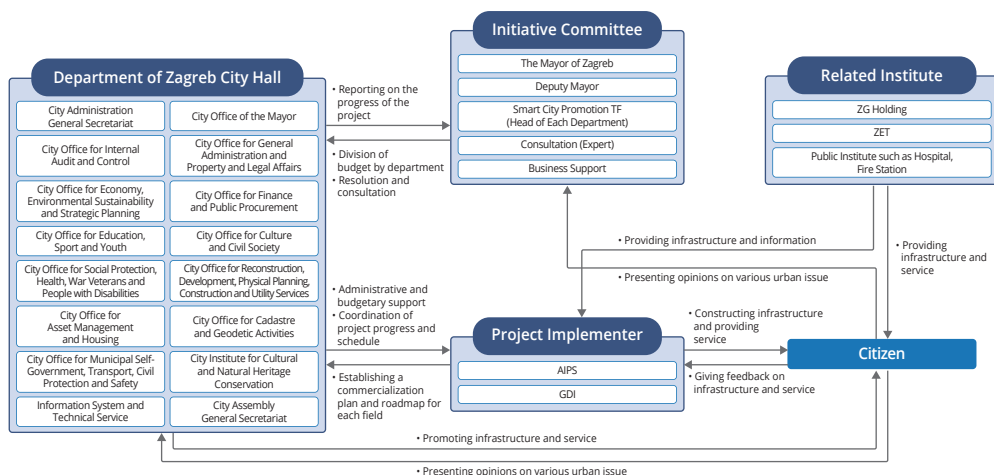 Initiative Committee
The Mayor of Zagreb
Deputy Mayor
Smart City Promotion TF
(Head of Each Department)
Consultation (Expert)
Business Support
Department of Zagreb City Hall
City Administration
General Secretariat
City Office of the Mayor
City Office for Internal
Audit and Control
City Office for General
Administration and
Property and Legal Affairs
City Office for Economy,
Environmental Sustainability
and Strategic Planning
City Office for Finance
and Public Procurement
City Office for Education,
Sport and Youth
City Office for Culture
and Civil Society
City Office for Social Protection,
Health, War Veterans and
People with Disabilities
City Office for Reconstruction,
Development, Physical Planning,
Construction and Utility Services
City Office for
Asset Management
and Housing
City Office for Cadastre
and Geodetic Activities
City Office for Municipal Self-
Government, Transport, Civil
Protection and Safety
City Institute for Cultural
and Natural Heritage
Conservation
Information System and
Technical Service
City Assembly
General Secretariat
• Reporting on the
progress of the
project
• Division of
budget by department
• Resolution and
consultation
Related Institute
ZG Holding
ZET
Public Institute such as Hospital,
Fire Station
• Providing infrastructure and information
• Presenting opinions on various urban issue
• Providing
infrastructure and
service
• Administrative and
budgetary support
• Coordination of
project progress and
schedule
• Establishing a
commercialization
plan and roadmap for
each field
Project Implementer
AIPS
GDI
• Constructing infrastructure
and providing
service
• Giving feedback on
infrastructure and service
Citizen
• Promoting infrastructure and service
• Presenting opinions on various urban issue